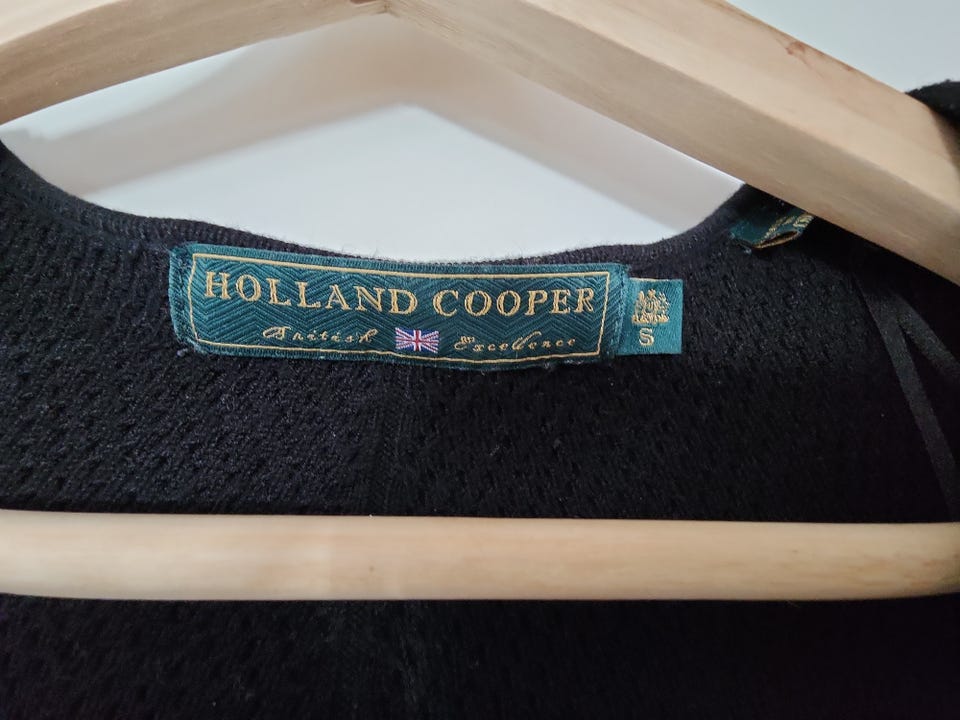 HOLLAND COOPER
British Excellence
S